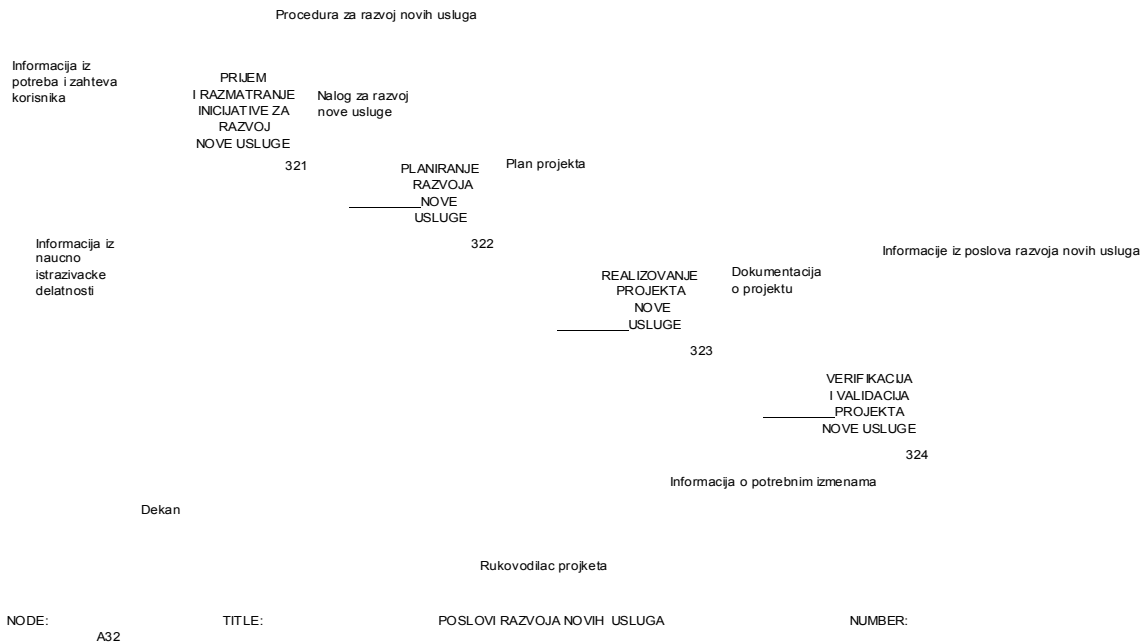 Procedura za razvoj novih usluga
Informacija iz
potreba i zahteva
korisnika
PRIJEM
I RAZMATRANJE
INICIJATIVE ZA
RAZVOJ
NOVE USLUGE
321
Nalog za razvoj
nove usluge
PLANIRANJE
RAZVOJA
NOVE
USLUGE
322
Plan projekta
Informacija iz
naucno
istrazivacke
delatnosti
Informacije iz poslova razvoja novih usluga
REALIZOVANJE
PROJEKTA
NOVE
USLUGE
323
Dokumentacija
o projektu
VERIFIKACIJA
I VALIDACIJA
PROJEKTA
NOVE USLUGE
324
Informacija o potrebnim izmenama
Dekan
Rukovodilac projketa
NODE: TITLE: POSLOVI RAZVOJA NOVIH USLUGA NUMBER:
A32